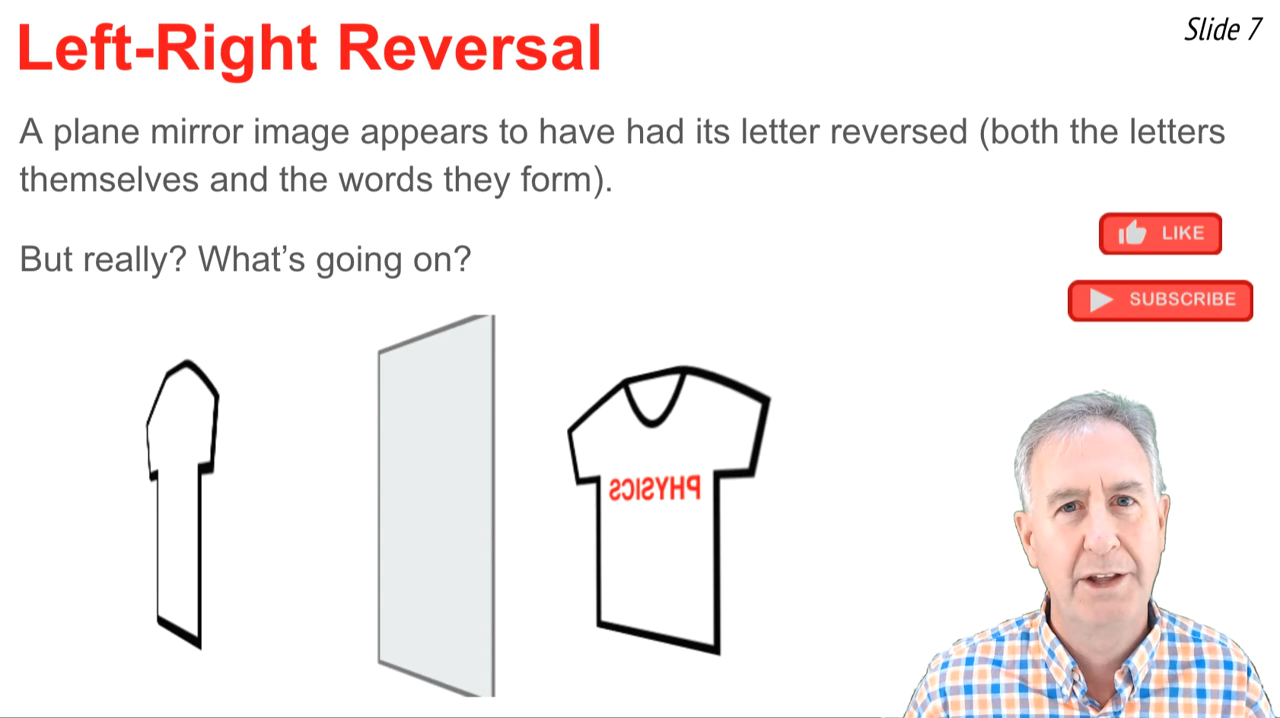 Left-Right Reversal
Slide 7
A plane mirror image appears to have had its letter reversed (both the letters
themselves and the words they form).
But really? What's going on?
LIKE
SUBSCRIBE
PHYSICS